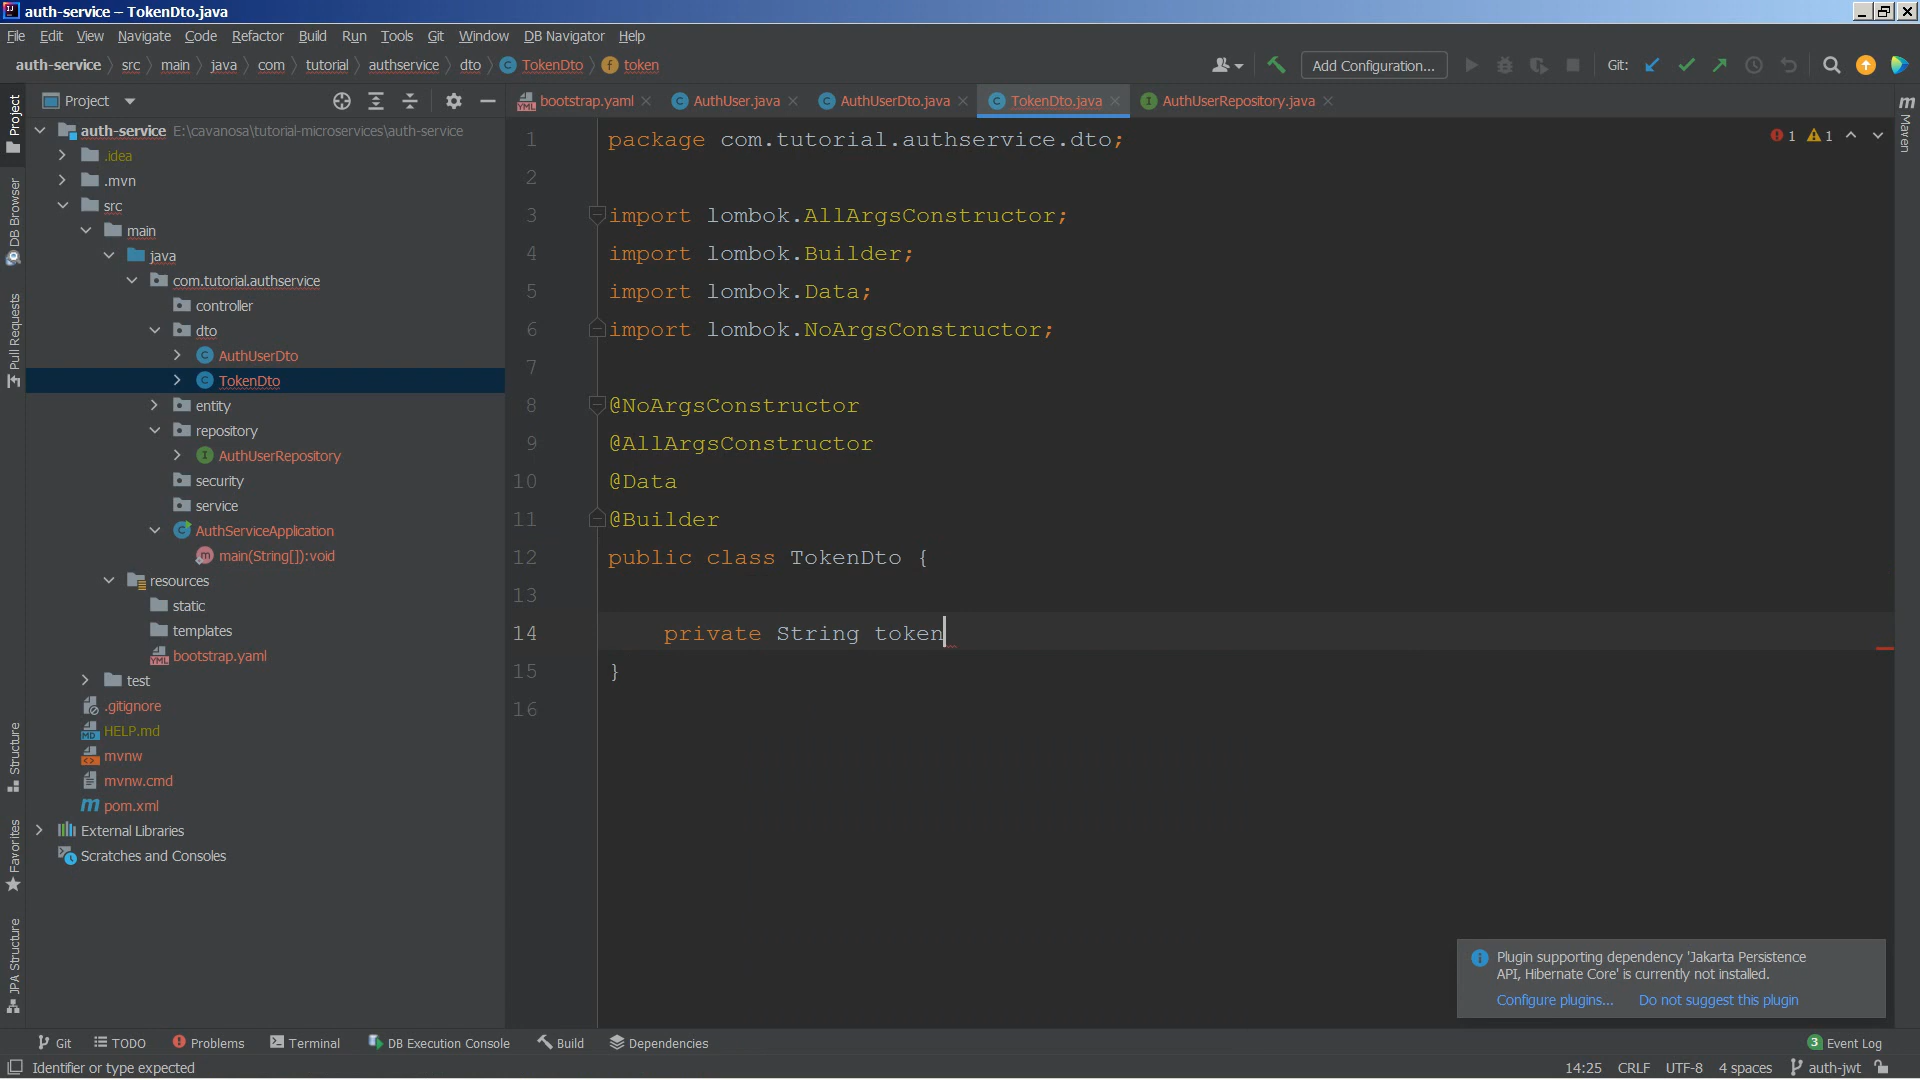 auth-service – TokenDto.java
File Edit View Navigate Code Refactor Build Run Tools Git Window DB Navigator Help
auth-service src main java com tutorial authservice dto TokenDto token
Add Configuration... Git:
Project
bootstrap.yaml AuthUser.java AuthUserDto.java TokenDto.java AuthUserRepository.java
auth-service E:\cavanosa\tutorial-microservices\auth-service
.idea
.mvn
src
main
java
com.tutorial.authservice
controller
dto
AuthUserDto
TokenDto
entity
repository
AuthUserRepository
security
service
AuthServiceApplication
main(String[]):void
resources
static
templates
bootstrap.yaml
test
.gitignore
HELP.md
mvnw
mvnw.cmd
pom.xml
External Libraries
Scratches and Consoles
Project
DB Browser
Pull Requests
Structure
Favorites
JPA Structure
1 package com.tutorial.authservice.dto;
2
3 import lombok.AllArgsConstructor;
4 import lombok.Builder;
5 import lombok.Data;
6 import lombok.NoArgsConstructor;
7
8 @NoArgsConstructor
9 @AllArgsConstructor
10 @Data
11 @Builder
12 public class TokenDto {
13
14 private String token
15 }
16
1 1
Maven
Plugin supporting dependency 'Jakarta Persistence
API, Hibernate Core' is currently not installed.
Configure plugins... Do not suggest this plugin
Git TODO Problems Terminal DB Execution Console Build Dependencies 3 Event Log
Identifier or type expected 14:25 CRLF UTF-8 4 spaces auth-jwt